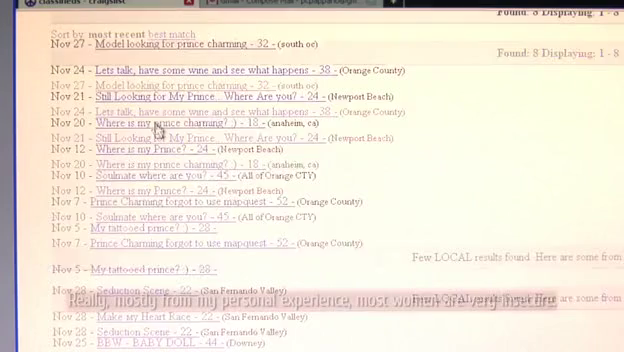 classifieds - craigslist
Gmail - Compose Mail -
Found: 8 Displaying: 1 - 8
Sort by most recent best match
Nov 27 - Model looking for prince charming - 32 - (south oc)
Found: 8 Displaying: 1 - 8
Nov 24 - Lets talk, have some wine and see what happens - 38 - (Orange County)
Nov 27 - Model looking for prince charming - 32 - (south oc)
Nov 21 - Still Looking for My Prince... Where Are you? - 24 - (Newport Beach)
Nov 24 - Lets talk, have some wine and see what happens - 38 - (Orange County)
Nov 20 - Where is my prince charming? :) - 18 - (anaheim, ca)
Nov 21 - Still Looking for My Prince... Where Are you? - 24 - (Newport Beach)
Nov 12 - Where is my Prince? - 24 - (Newport Beach)
Nov 20 - Where is my prince charming? :) - 18 - (anaheim, ca)
Nov 10 - Soulmate where are you? - 45 - (All of Orange CTY)
Nov 12 - Where is my Prince? - 24 - (Newport Beach)
Nov 7 - Prince Charming forgot to use mapquest - 52 - (Orange County)
Nov 10 - Soulmate where are you? - 45 - (All of Orange CTY)
Nov 5 - My tattooed prince? - 28 -
Nov 7 - Prince Charming forgot to use mapquest - 52 - (Orange County)
Few LOCAL results found. Here are some from
Nov 5 - My tattooed prince? - 28 -
Nov 28 - Seduction Scene - 22 - (San Fernando Valley)
Few LOCAL results found. Here are some from
Really, mostly from my personal experience, most women are very insecure
Nov 28 - Make my Heart Race - 22 - (San Fernando Valley)
Nov 28 - Seduction Scene - 22 - (San Fernando Valley)
Nov 25 - BBW - BABY DOLL - 44 - (Downey)